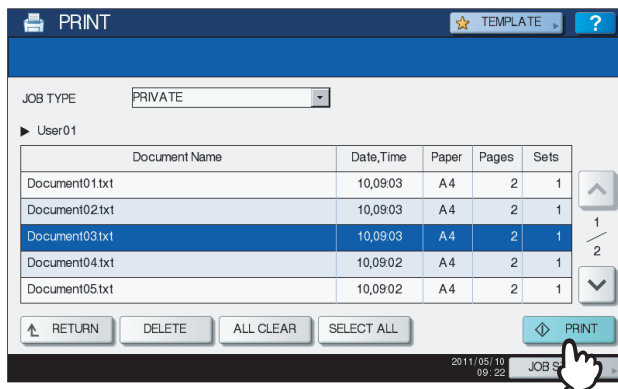 PRINT TEMPLATE ?
JOB TYPE PRIVATE
User01
Document Name Date,Time Paper Pages Sets
Document01.txt 10,09:03 A4 2 1
Document02.txt 10,09:03 A4 2 1
Document03.txt 10,09:03 A4 2 1
Document04.txt 10,09:02 A4 2 1
Document05.txt 10,09:02 A4 2 1
1
2
RETURN DELETE ALL CLEAR SELECT ALL PRINT
2011/05/10
09:22
JOB